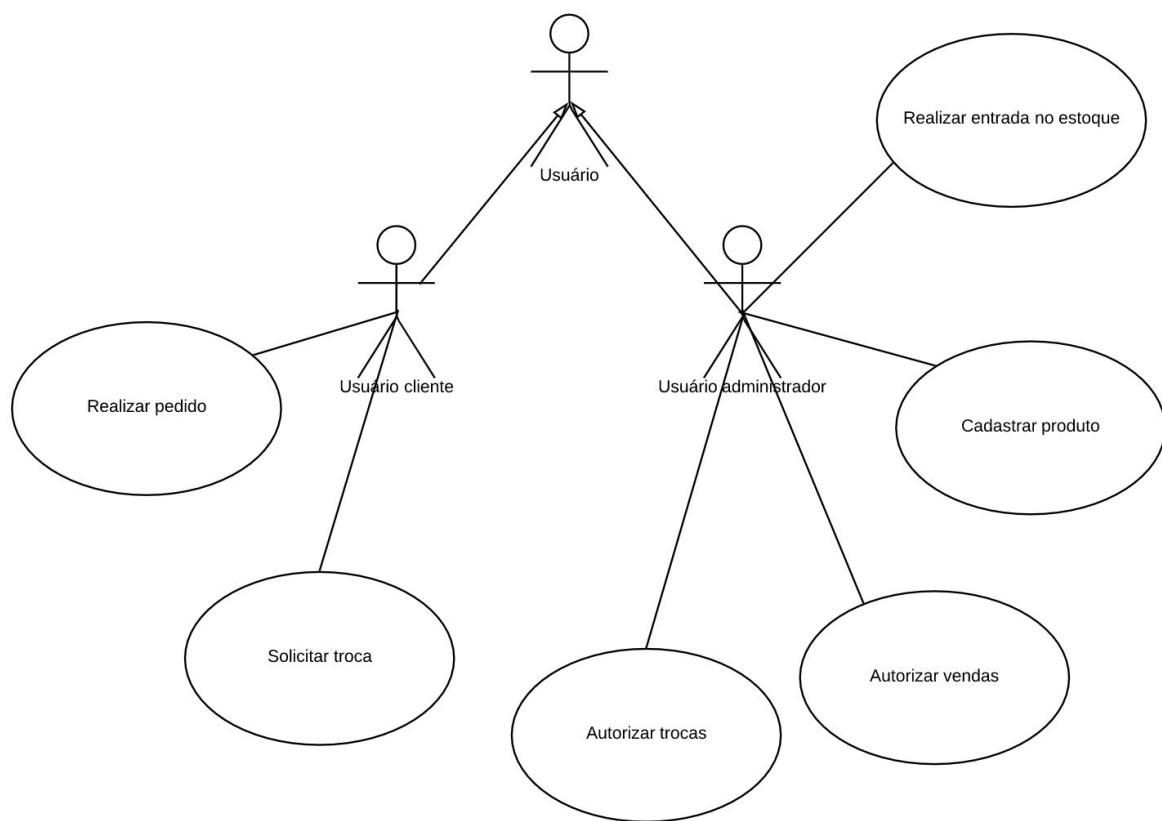 Realizar entrada no estoque
Usuário
Usuário cliente
Usuário administrador
Realizar pedido
Cadastrar produto
Solicitar troca
Autorizar vendas
Autorizar trocas